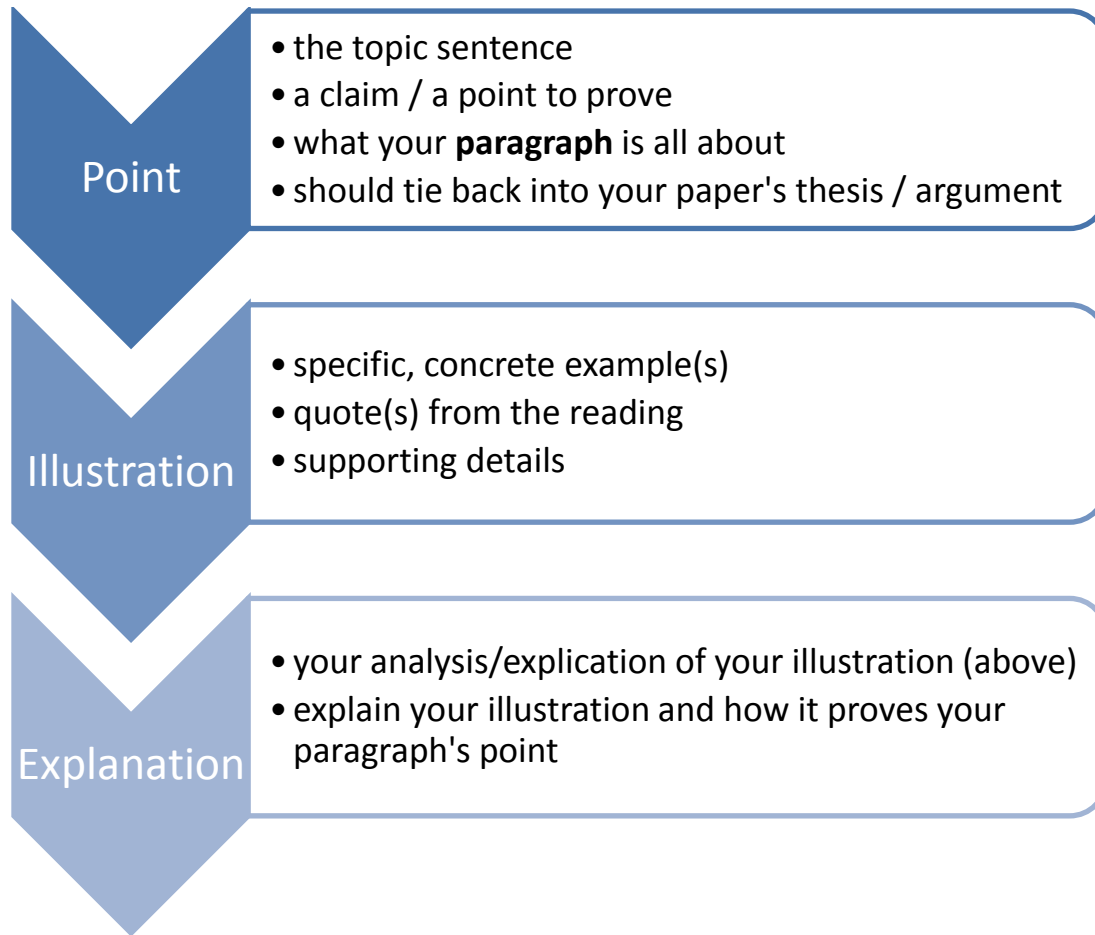 Point
• the topic sentence
• a claim / a point to prove
• what your paragraph is all about
• should tie back into your paper's thesis / argument
Illustration
• specific, concrete example(s)
• quote(s) from the reading
• supporting details
Explanation
• your analysis/explication of your illustration (above)
• explain your illustration and how it proves your
paragraph's point